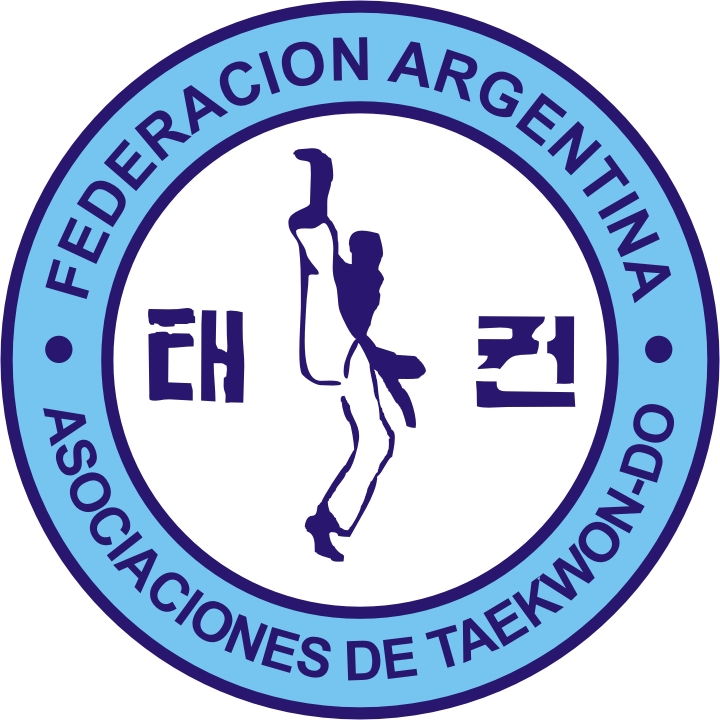 FEDERACION ARGENTINA
태 권
ASOCIACIONES DE TAEKWON-DO